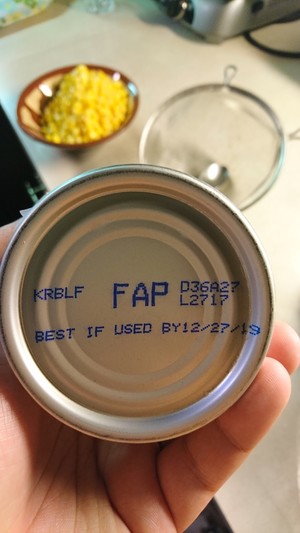 KRBLF FAP D36A27
L2717
BEST IF USED BY12/27/19